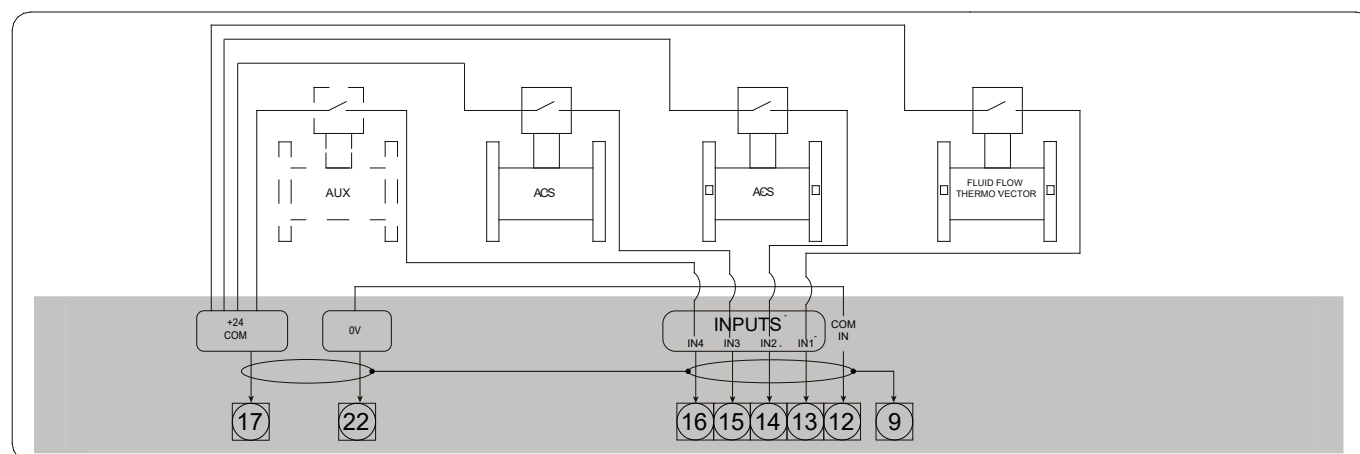 AUX
ACS
ACS
FLUID FLOW
THERMO VECTOR
+24
COM
0V
INPUTS
COM
IN
IN4
IN3
IN2
IN1
17
22
16
15
14
13
12
9